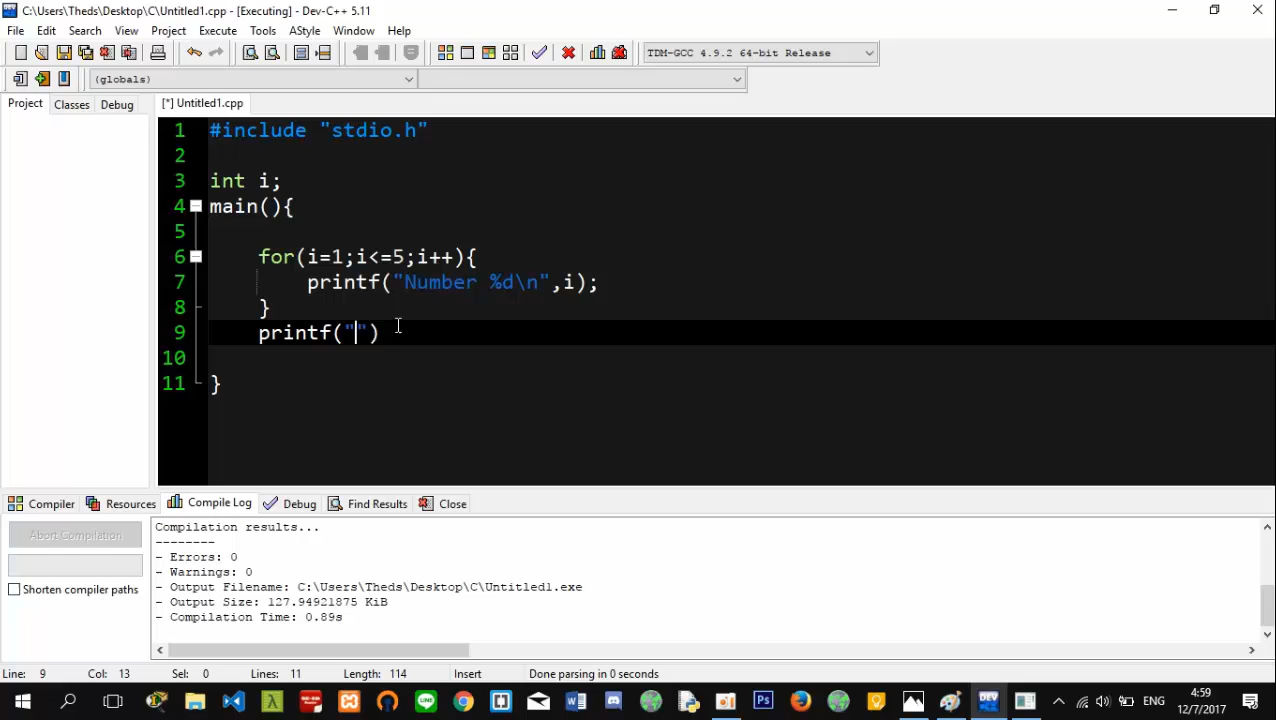 C:\Users\Theds\Desktop\C\Untitled1.cpp - [Executing] - Dev-C++ 5.11
File Edit Search View Project Execute Tools AStyle Window Help
TDM-GCC 4.9.2 64-bit Release
(globals)
Project Classes Debug [*] Untitled1.cpp
1 #include "stdio.h"
2
3 int i;
4 main(){
5
6 for(i=1;i<=5;i++){
7 printf("Number %d\n",i);
8 }
9 printf("")
10
11 }
Compiler Resources Compile Log Debug Find Results Close
Abort Compilation
Shorten compiler paths
Compilation results...
--------
- Errors: 0
- Warnings: 0
- Output Filename: C:\Users\Theds\Desktop\C\Untitled1.exe
- Output Size: 127.94921875 KiB
- Compilation Time: 0.89s
Line: 9 Col: 13 Sel: 0 Lines: 11 Length: 114 Insert Done parsing in 0 seconds
LINE Ps DEV ENG 4:59
12/7/2017